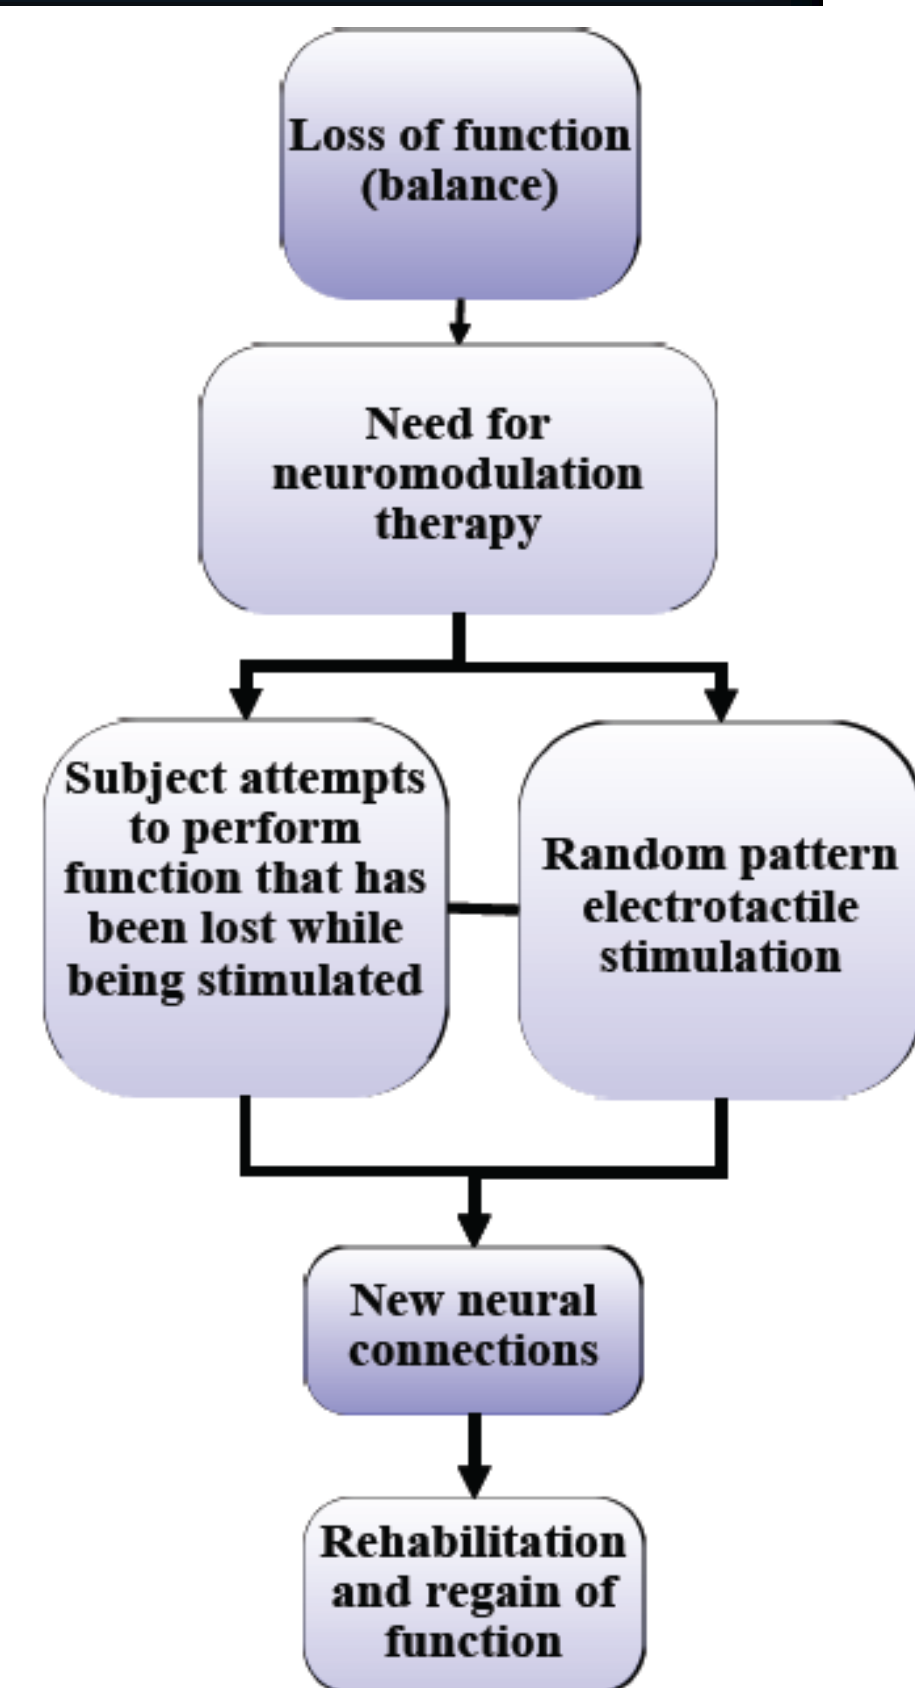 Loss of function
(balance)
Need for
neuromodulation
therapy
Subject attempts
to perform
function that has
been lost while
being stimulated
Random pattern
electrotactile
stimulation
New neural
connections
Rehabilitation
and regain of
function